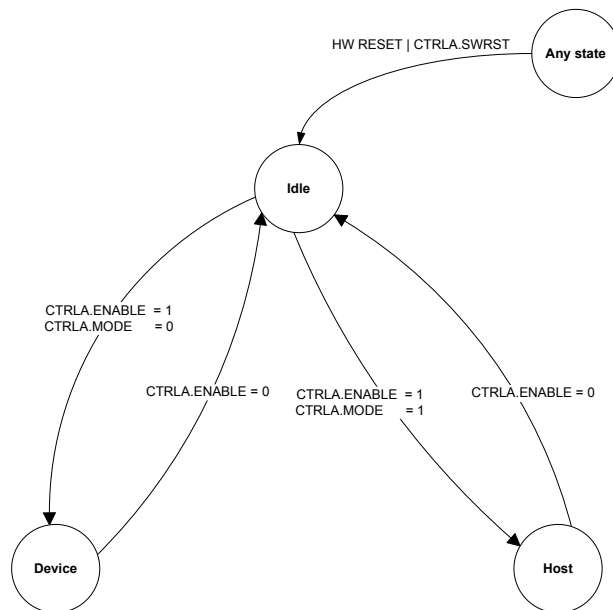 HW RESET | CTRLA.SWRST
Any state
Idle
CTRLA.ENABLE = 1
CTRLA.MODE = 0
CTRLA.ENABLE = 0
CTRLA.ENABLE = 1
CTRLA.MODE = 1
CTRLA.ENABLE = 0
Device
Host